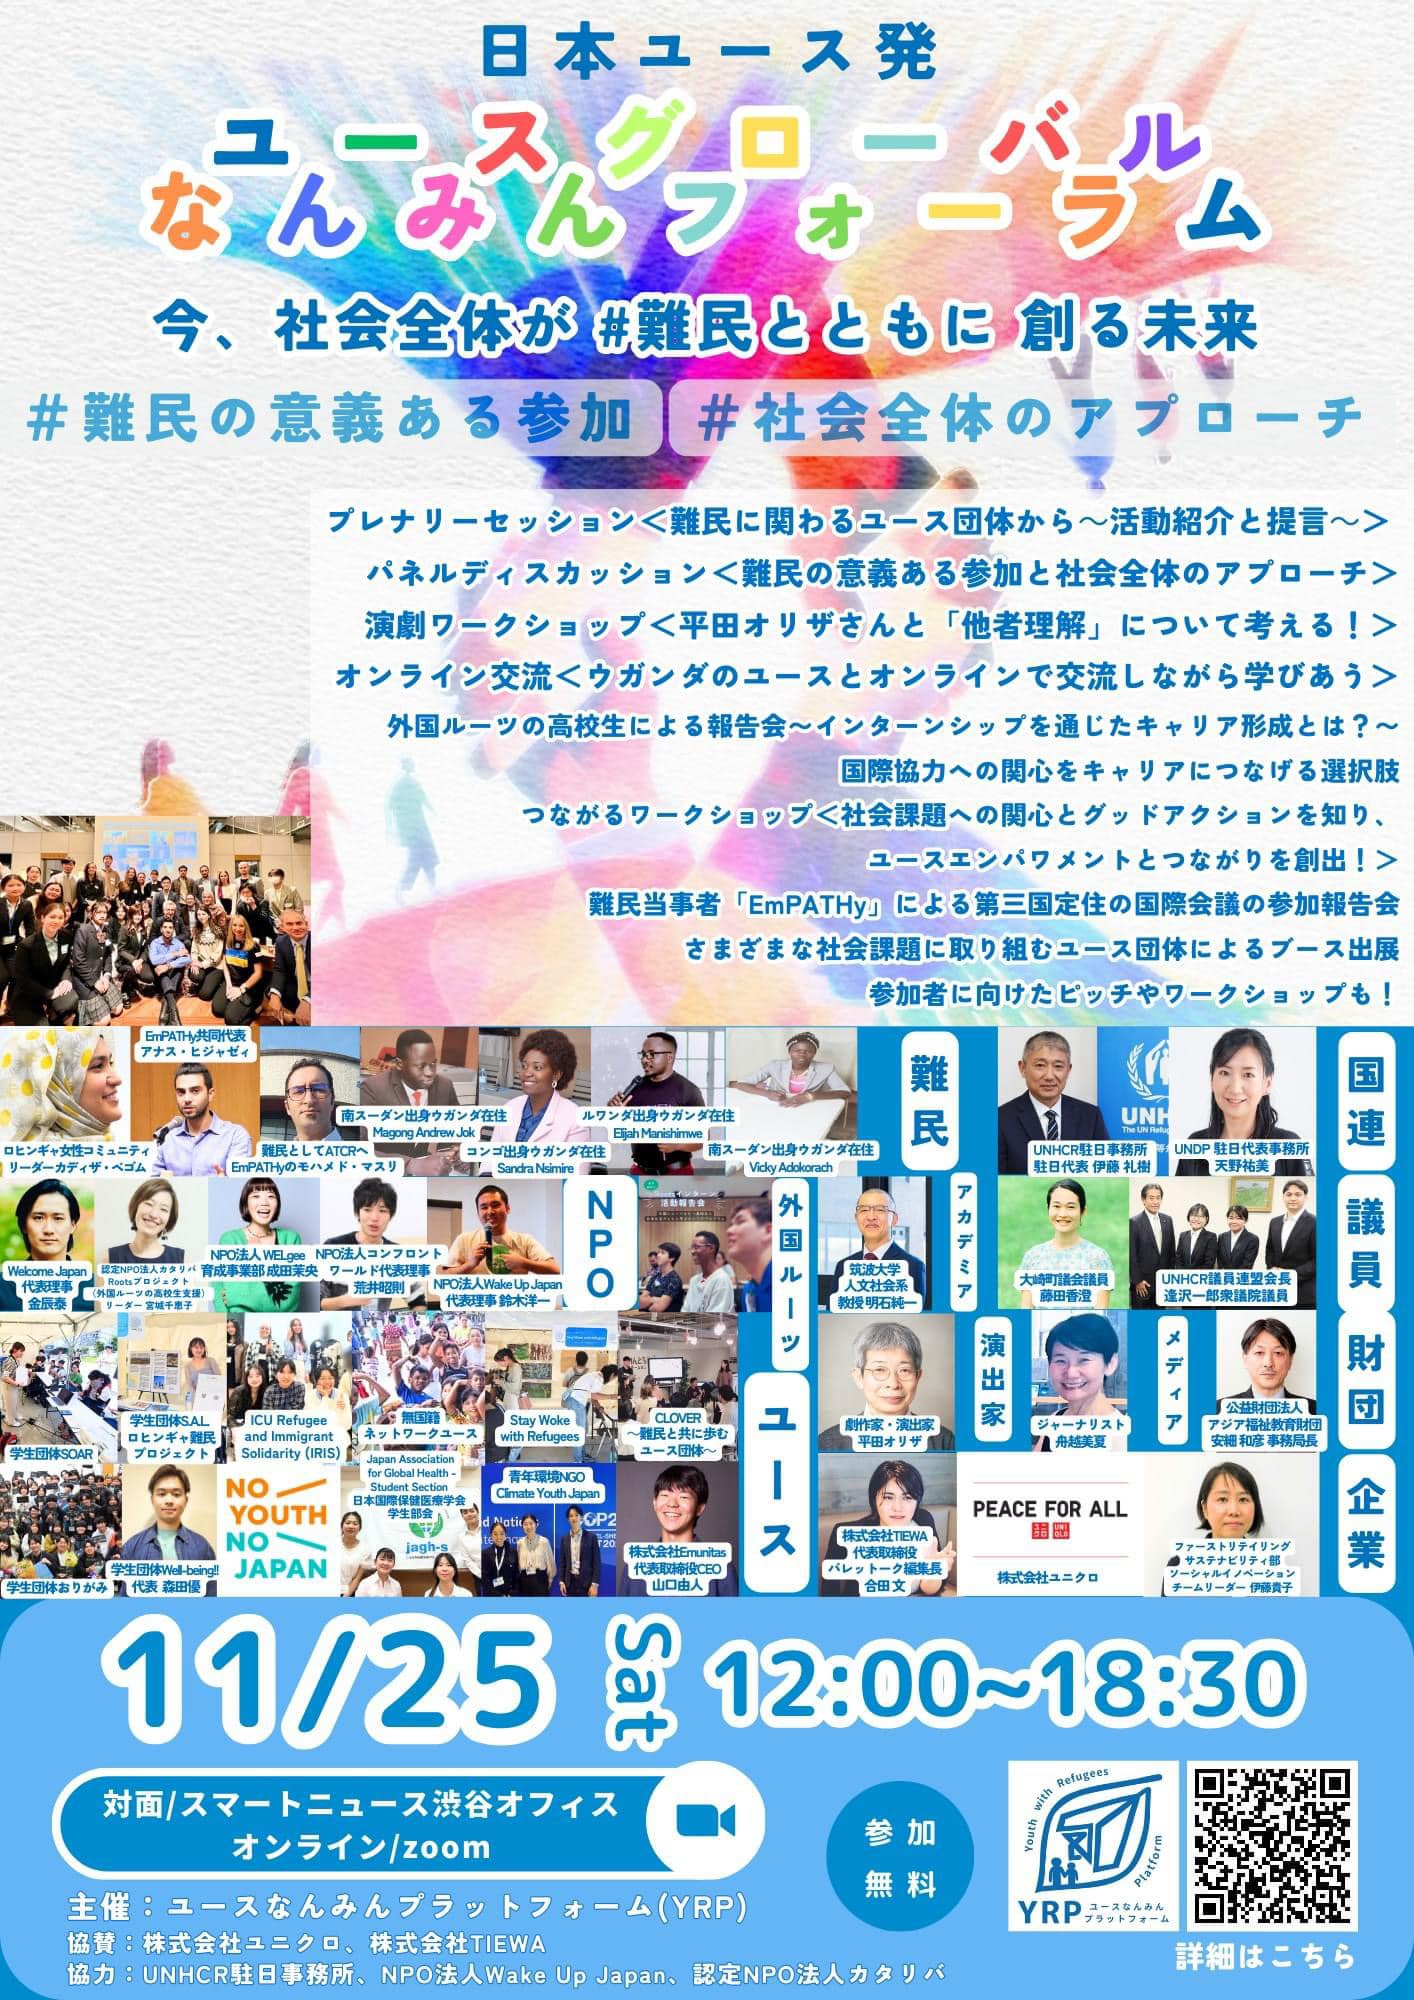 日本ユース発
ユースグローバル
なんみんフォーラム
今、社会全体が #難民とともに 創る未来
#難民の意義ある参加
#社会全体のアプローチ
プレナリーセッション＜難民に関わるユース団体から〜活動紹介と提言〜＞
パネルディスカッション＜難民の意義ある参加と社会全体のアプローチ＞
演劇ワークショップ＜平田オリザさんと「他者理解」について考える！＞
オンライン交流＜ウガンダのユースとオンラインで交流しながら学びあう＞
外国ルーツの高校生による報告会〜インターンシップを通じたキャリア形成とは？〜
国際協力への関心をキャリアにつなげる選択肢
つながるワークショップ＜社会課題への関心とグッドアクションを知り、
ユースエンパワメントとつながりを創出！＞
難民当事者「EmPATHy」による第三国定住の国際会議の参加報告会
さまざまな社会課題に取り組むユース団体によるブース出展
参加者に向けたピッチやワークショップも！
ロヒンギャ女性コミュニティ
リーダーカディザ・ベゴム
EmPATHy共同代表
アナス・ヒジャゼィ
難民としてATCRへ
EmPATHyのモハメド・マスリ
南スーダン出身ウガンダ在住
Magong Andrew Jok
コンゴ出身ウガンダ在住
Sandra Nsimire
ルワンダ出身ウガンダ在住
Elijah Manishimwe
南スーダン出身ウガンダ在住
Vicky Adokorach
難民
UNHCR駐日事務所
駐日代表 伊藤 礼樹
UNDP 駐日代表事務所
天野祐美
国連
Welcome Japan
代表理事
金辰泰
認定NPO法人カタリバ
Rootsプロジェクト
(外国ルーツの高校生支援)
リーダー 宮城千恵子
NPO法人 WELgee
育成事業部 成田茉央
NPO法人コンフロント
ワールド代表理事
荒井昭則
NPO法人Wake Up Japan
代表理事 鈴木洋一
NPO
活動報告会
外国ルーツ
筑波大学
人文社会系
教授 明石純一
アカデミア
大崎町議会議員
藤田香澄
UNHCR議員連盟会長
逢沢一郎衆議院議員
議員
学生団体SOAR
学生団体S.A.L.
ロヒンギャ難民
プロジェクト
ICU Refugee
and Immigrant
Solidarity (IRIS)
無国籍
ネットワークユース
Stay Woke
with Refugees
CLOVER
〜難民と共に歩む
ユース団体〜
ユース
劇作家・演出家
平田オリザ
演出家
ジャーナリスト
舟越美夏
メディア
公益財団法人
アジア福祉教育財団
安細 和彦 事務局長
財団
学生団体おりがみ
学生団体Well-being!!
代表 森田優
NO
YOUTH
NO
JAPAN
Japan Association
for Global Health -
Student Section
日本国際保健医療学会
学生部会
jagh-s
青年環境NGO
Climate Youth Japan
株式会社Emunitas
代表取締役CEO
山口由人
株式会社TIEWA
代表取締役
パレットーク編集長
合田 文
PEACE FOR ALL
ユニクロ
UNIQLO
株式会社ユニクロ
ファーストリテイリング
サステナビリティ部
ソーシャルイノベーション
チームリーダー 伊藤貴子
企業
11/25 Sat 12:00~18:30
対面/スマートニュース渋谷オフィス
オンライン/zoom
参加
無料
Youth with Refugees Platform
YRP ユースなんみん
プラットフォーム
詳細はこちら
主催：ユースなんみんプラットフォーム(YRP)
協賛：株式会社ユニクロ、株式会社TIEWA
協力：UNHCR駐日事務所、NPO法人Wake Up Japan、認定NPO法人カタリバ